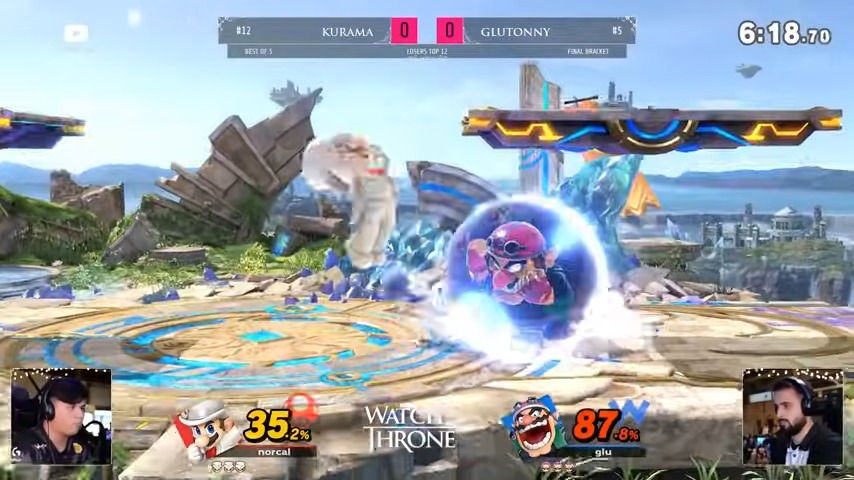 #12 KURAMA 0 0 GLUTONNY #5
BEST OF 5 LOSERS TOP 12 FINAL BRACKET
6:18.70
35.2%
norcal
WATCH
THRONE
87.8%
glu